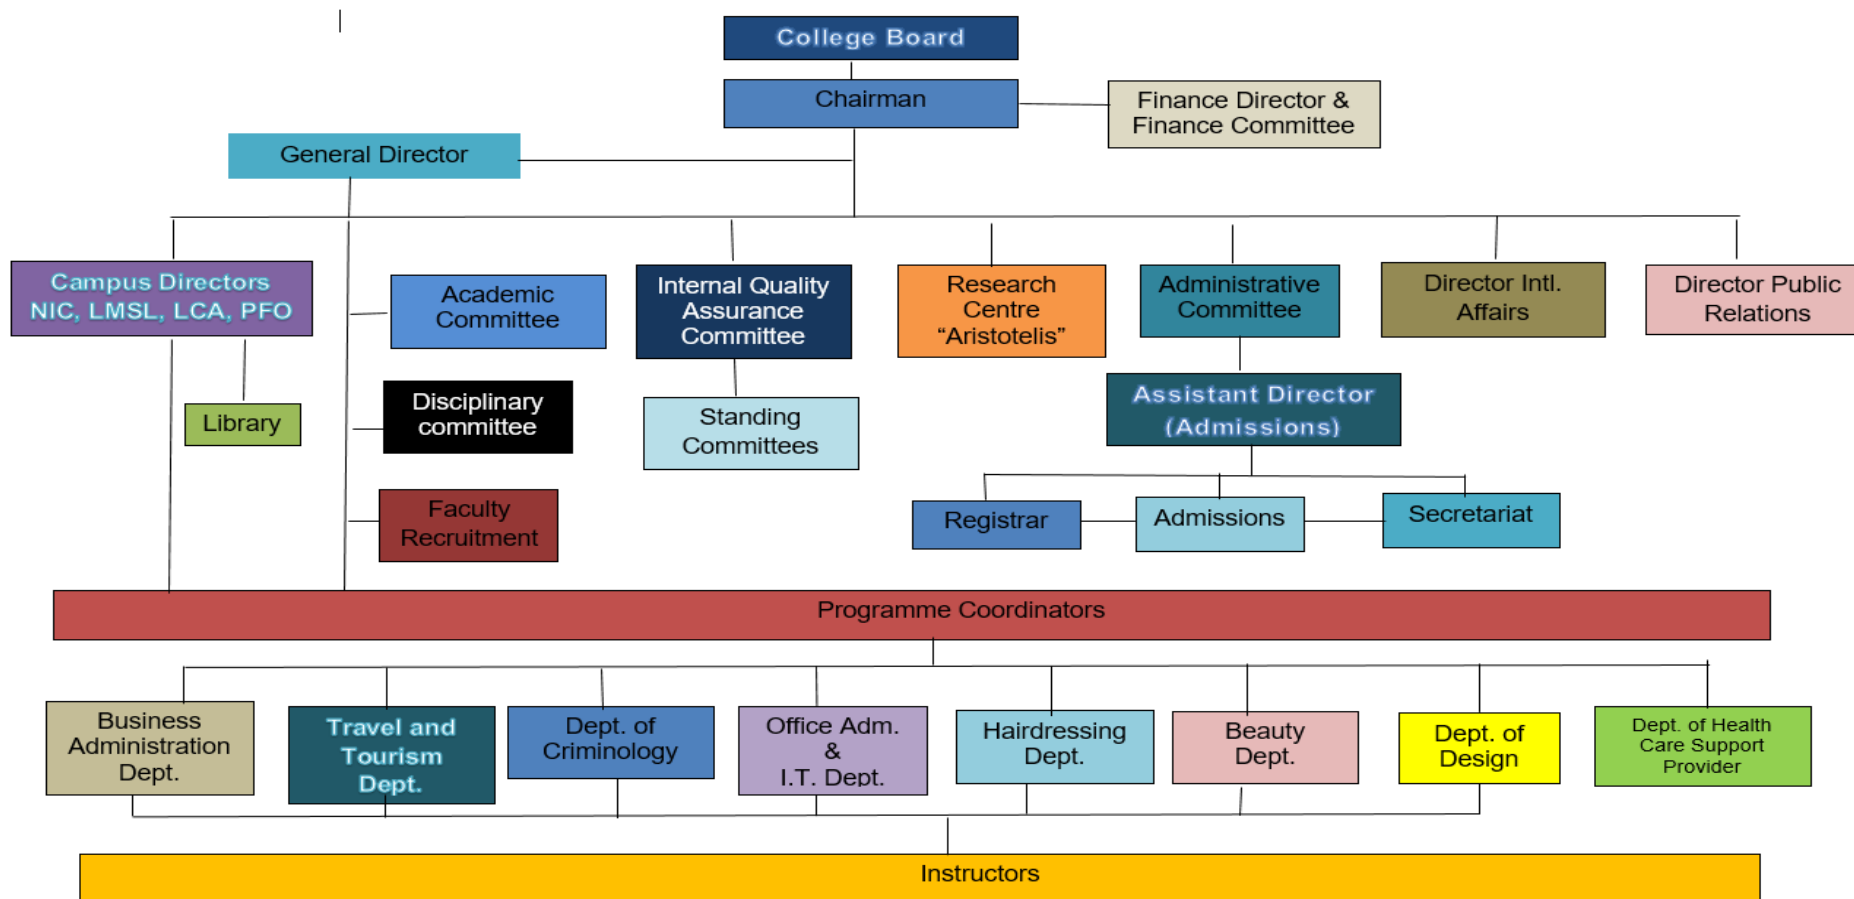 College Board
Chairman
Finance Director &
Finance Committee
General Director
Campus Directors
NIC, LMSL, LCA, PFO
Academic
Committee
Internal Quality
Assurance
Committee
Research
Centre
“Aristotelis”
Administrative
Committee
Director Intl.
Affairs
Director Public
Relations
Library
Disciplinary
committee
Standing
Committees
Assistant Director
(Admissions)
Faculty
Recruitment
Registrar
Admissions
Secretariat
Programme Coordinators
Business
Administration
Dept.
Travel and
Tourism
Dept.
Dept. of
Criminology
Office Adm.
&
I.T. Dept.
Hairdressing
Dept.
Beauty
Dept.
Dept. of
Design
Dept. of Health
Care Support
Provider
Instructors